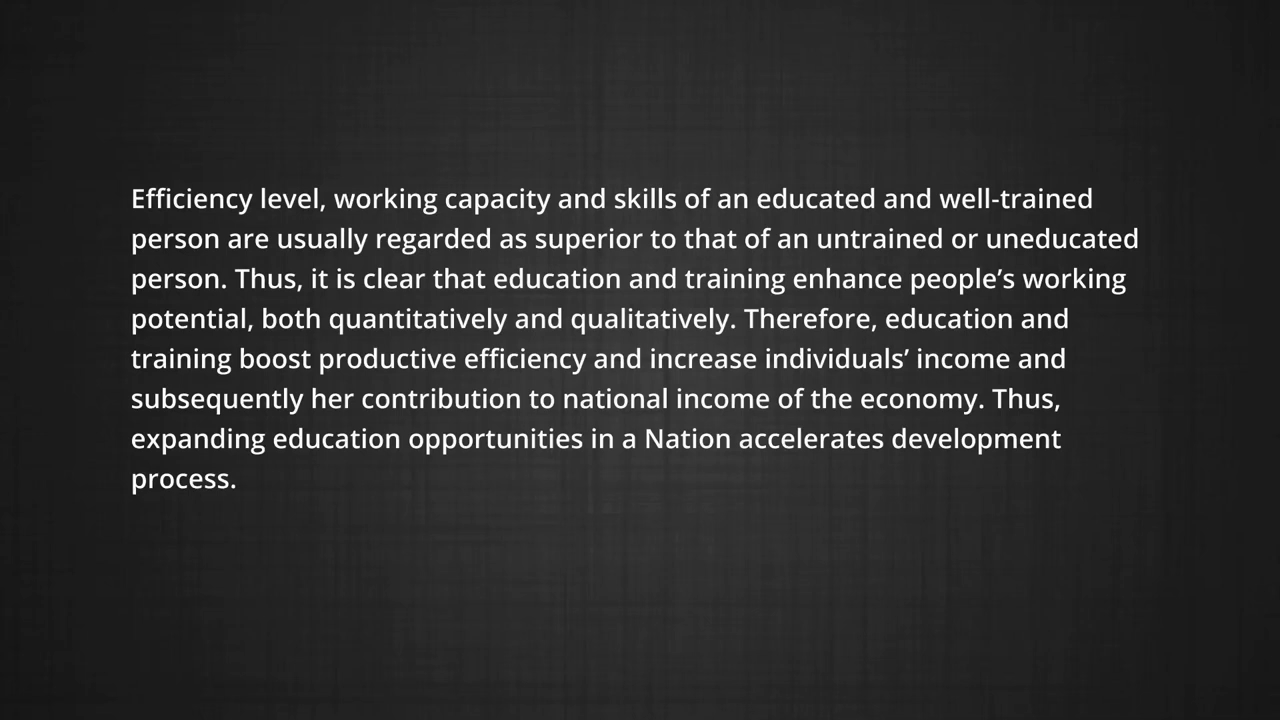 Efficiency level, working capacity and skills of an educated and well-trained
person are usually regarded as superior to that of an untrained or uneducated
person. Thus, it is clear that education and training enhance people’s working
potential, both quantitatively and qualitatively. Therefore, education and
training boost productive efficiency and increase individuals’ income and
subsequently her contribution to national income of the economy. Thus,
expanding education opportunities in a Nation accelerates development
process.